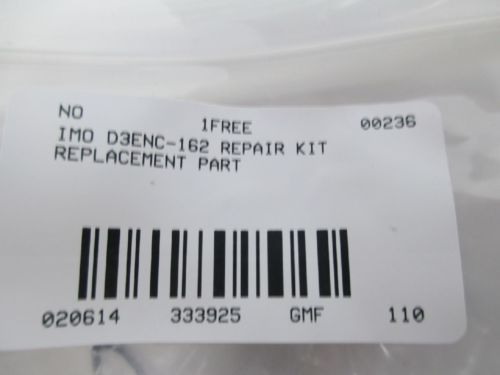 NO 1FREE 00236
IMO D3ENC-162 REPAIR KIT
REPLACEMENT PART
020614 333925 GMF 110